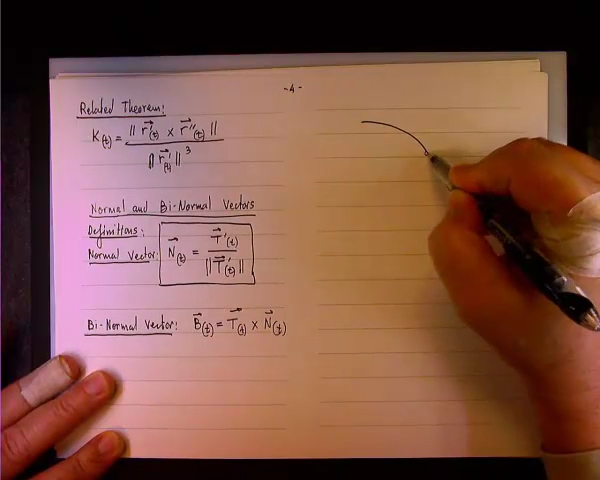 -4-
Related Theorem:
K(t) = ‖ r⃗'(t) × r⃗''(t) ‖ / ‖ r⃗'(t) ‖³
Normal and Bi-Normal Vectors
Definitions:
Normal Vector: N⃗(t) = T⃗'(t) / ‖ T⃗'(t) ‖
Bi-Normal Vector: B⃗(t) = T⃗(t) × N⃗(t)